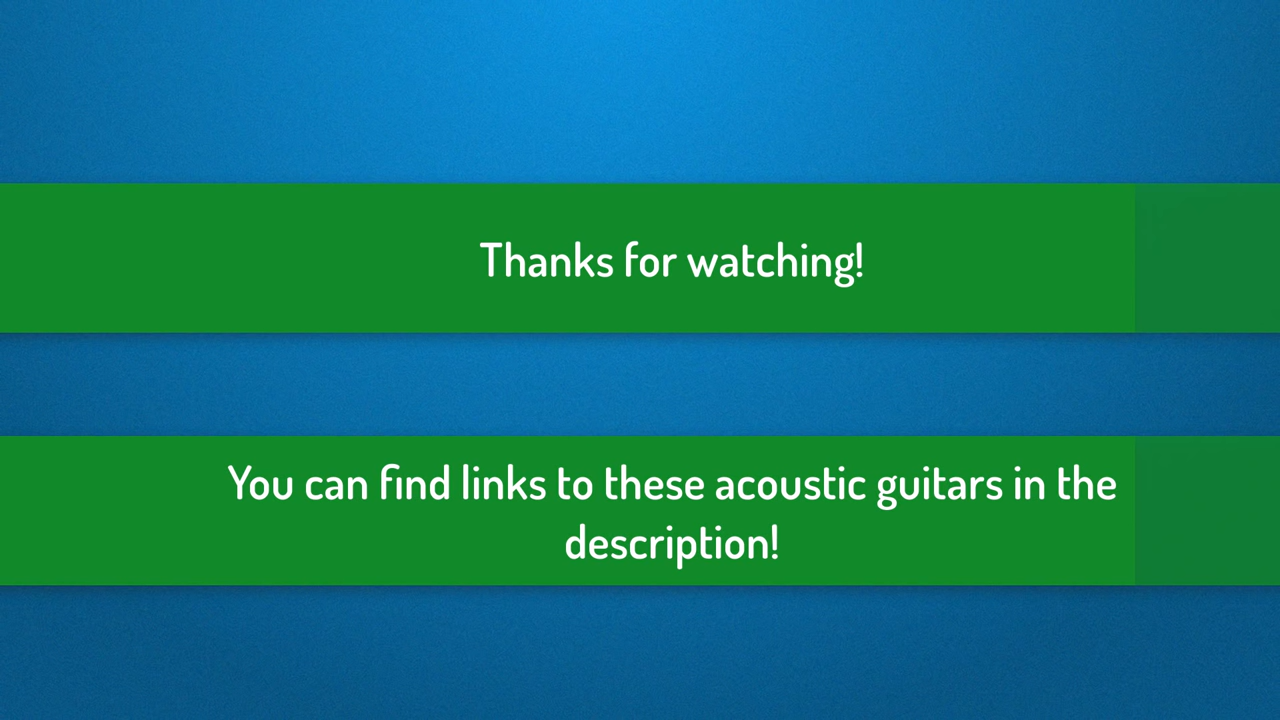 Thanks for watching!
You can find links to these acoustic guitars in the
description!